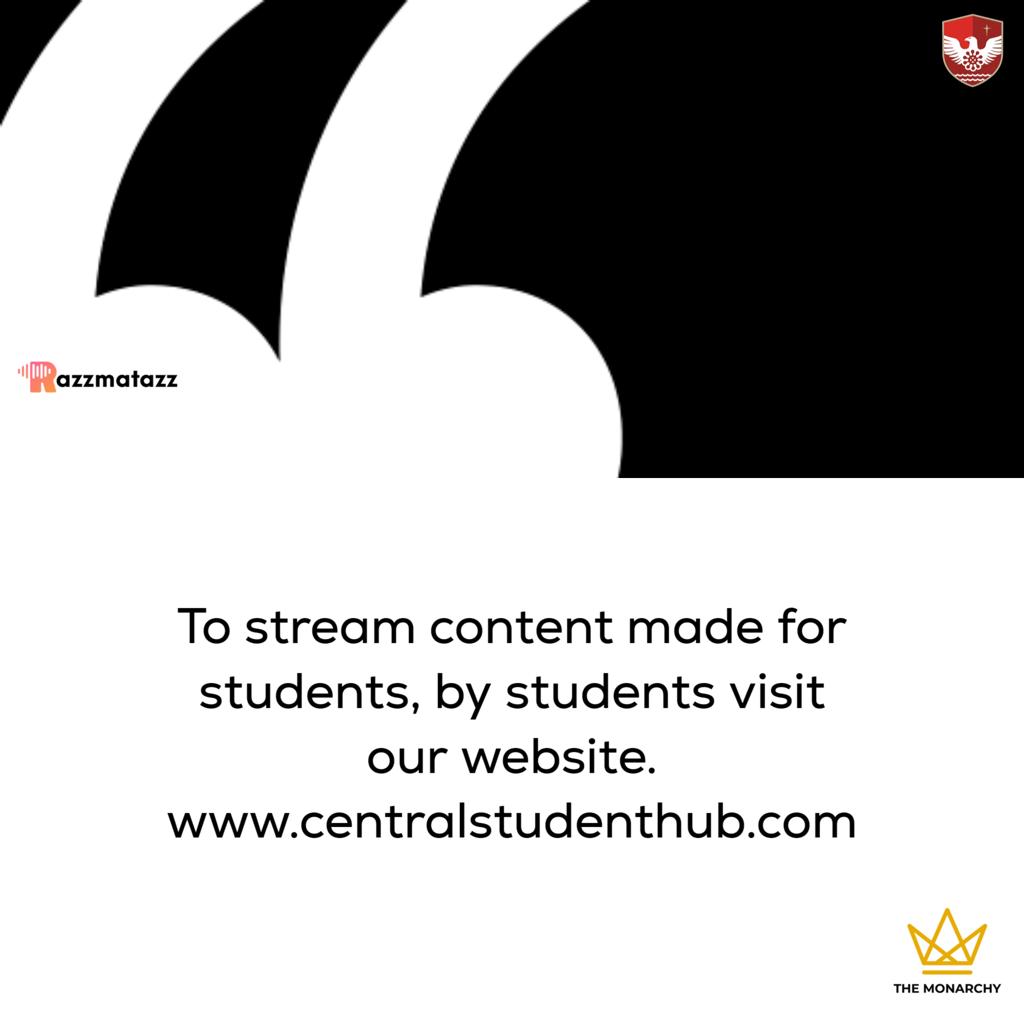 Razzmatazz
To stream content made for
students, by students visit
our website.
www.centralstudenthub.com
THE MONARCHY